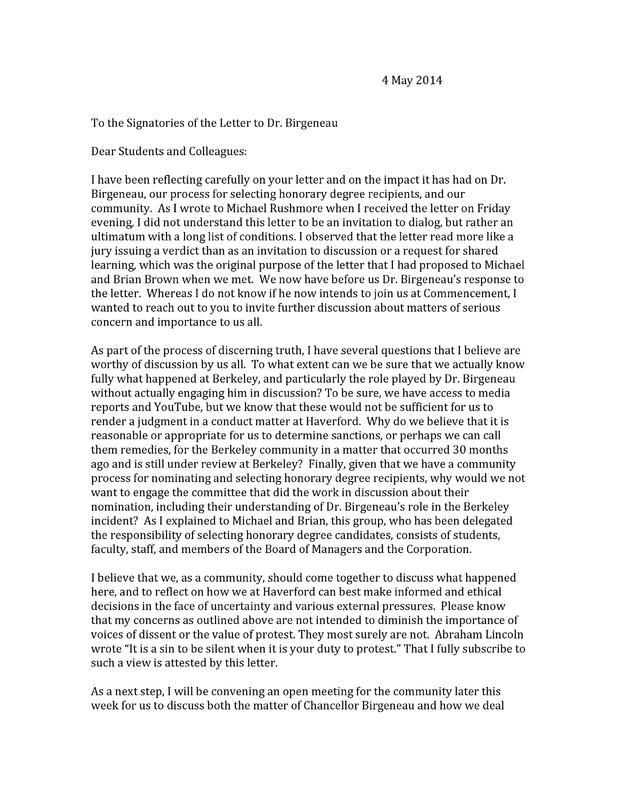 4 May 2014
To the Signatories of the Letter to Dr. Birgeneau
Dear Students and Colleagues:
I have been reflecting carefully on your letter and on the impact it has had on Dr.
Birgeneau, our process for selecting honorary degree recipients, and our
community.  As I wrote to Michael Rushmore when I received the letter on Friday
evening, I did not understand this letter to be an invitation to dialog, but rather an
ultimatum with a long list of conditions. I observed that the letter read more like a
jury issuing a verdict than as an invitation to discussion or a request for shared
learning, which was the original purpose of the letter that I had proposed to Michael
and Brian Brown when we met.  We now have before us Dr. Birgeneau's response to
the letter.  Whereas I do not know if he now intends to join us at Commencement, I
wanted to reach out to you to invite further discussion about matters of serious
concern and importance to us all.
As part of the process of discerning truth, I have several questions that I believe are
worthy of discussion by us all.  To what extent can we be sure that we actually know
fully what happened at Berkeley, and particularly the role played by Dr. Birgeneau
without actually engaging him in discussion? To be sure, we have access to media
reports and YouTube, but we know that these would not be sufficient for us to
render a judgment in a conduct matter at Haverford.  Why do we believe that it is
reasonable or appropriate for us to determine sanctions, or perhaps we can call
them remedies, for the Berkeley community in a matter that occurred 30 months
ago and is still under review at Berkeley?  Finally, given that we have a community
process for nominating and selecting honorary degree recipients, why would we not
want to engage the committee that did the work in discussion about their
nomination, including their understanding of Dr. Birgeneau's role in the Berkeley
incident?  As I explained to Michael and Brian, this group, who has been delegated
the responsibility of selecting honorary degree candidates, consists of students,
faculty, staff, and members of the Board of Managers and the Corporation.
I believe that we, as a community, should come together to discuss what happened
here, and to reflect on how we at Haverford can best make informed and ethical
decisions in the face of uncertainty and various external pressures.  Please know
that my concerns as outlined above are not intended to diminish the importance of
voices of dissent or the value of protest. They most surely are not.  Abraham Lincoln
wrote “It is a sin to be silent when it is your duty to protest.” That I fully subscribe to
such a view is attested by this letter.
As a next step, I will be convening an open meeting for the community later this
week for us to discuss both the matter of Chancellor Birgeneau and how we deal